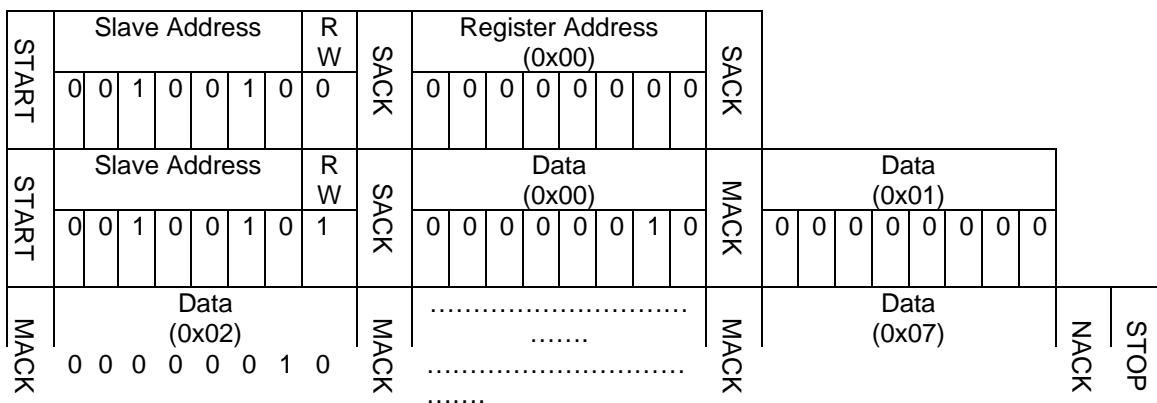 START Slave Address R W SACK Register Address (0x00) SACK
0 0 1 0 0 1 0 0 0 0 0 0 0 0 0 0
START Slave Address R W SACK Data (0x00) MACK Data (0x01)
0 0 1 0 0 1 0 1 0 0 0 0 0 0 1 0 0 0 0 0 0 0 0 0
MACK Data (0x02) MACK ………………………… ……. MACK Data (0x07) NACK STOP
0 0 0 0 0 0 1 0 ………………………… …….